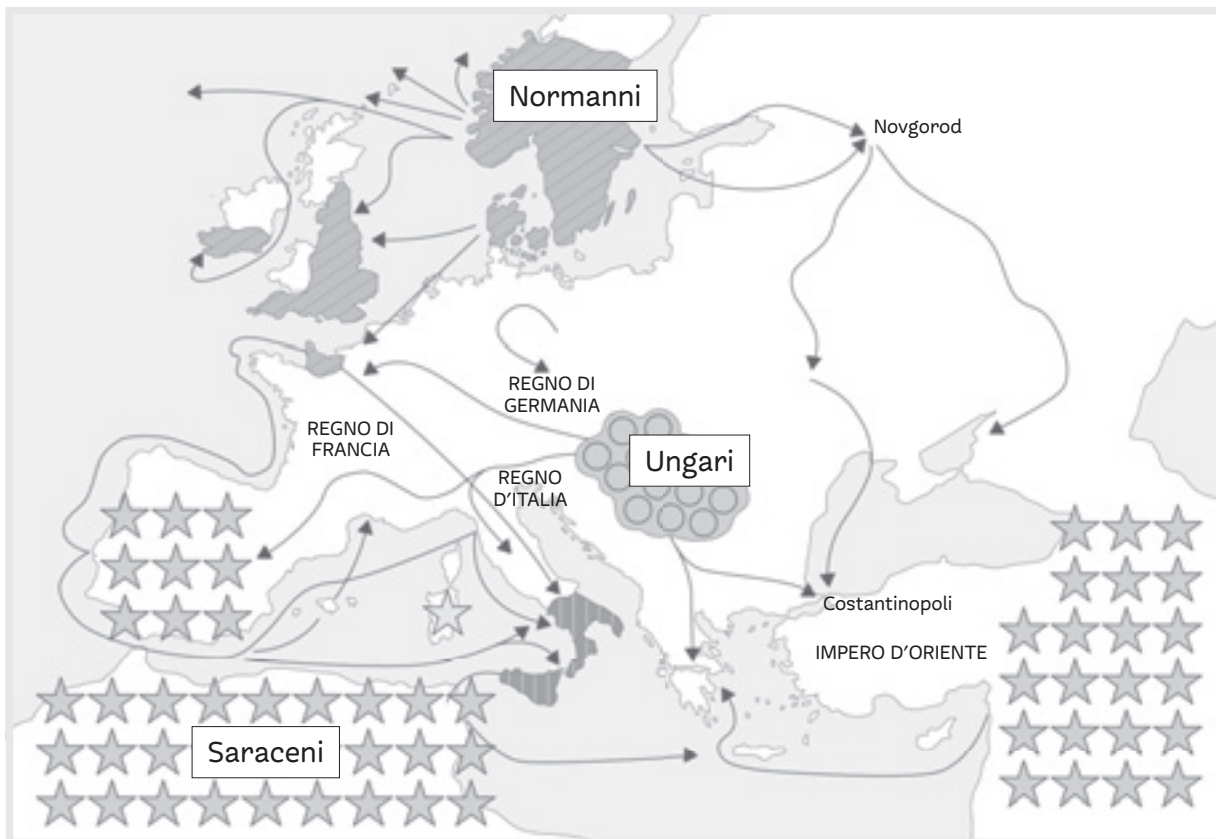 Normanni
Novgorod
REGNO DI
GERMANIA
REGNO DI
FRANCIA
Ungari
REGNO
D'ITALIA
Costantinopoli
IMPERO D'ORIENTE
Saraceni